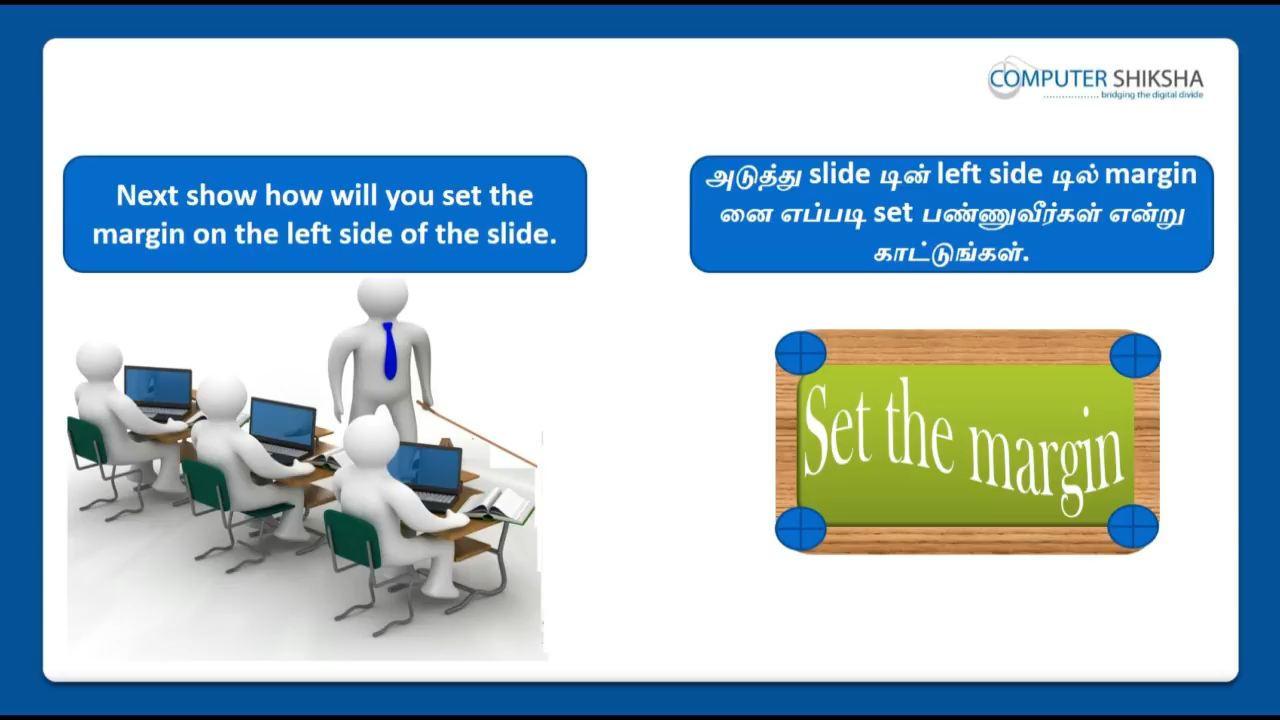 COMPUTER SHIKSHA
bridging the digital divide
Next show how will you set the
margin on the left side of the slide.
அடுத்து slide டின் left side டில் margin
னை எப்படி set பண்ணுவீர்கள் என்று
காட்டுங்கள்.
Set the margin